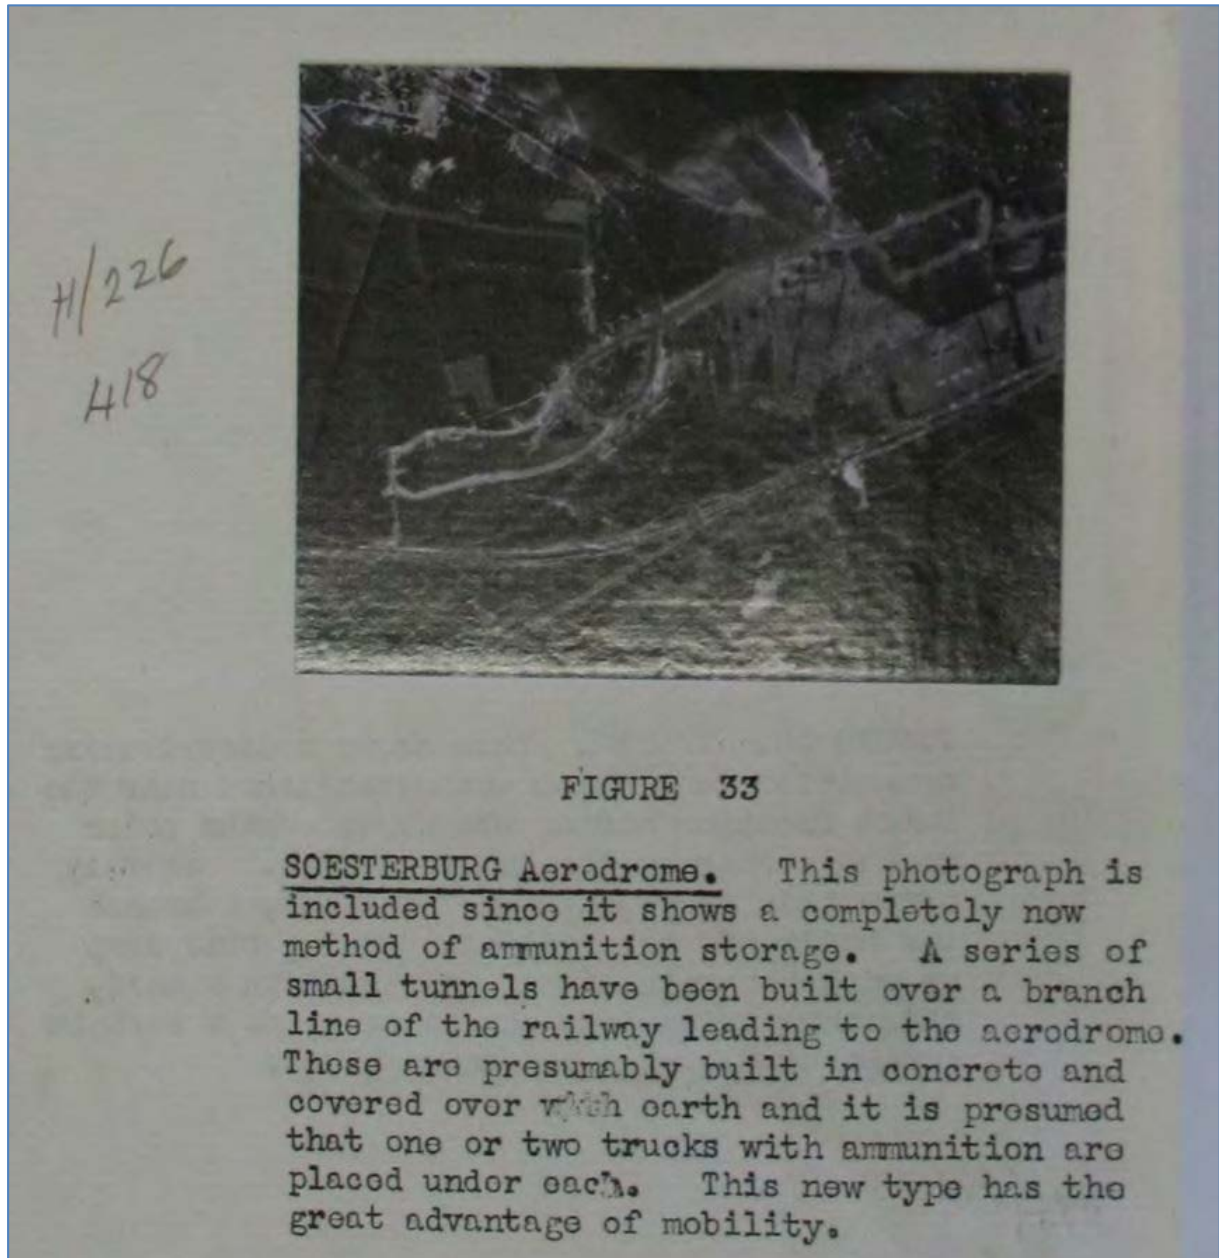 H/226
418
FIGURE 33
SOESTERBURG Aerodrome. This photograph is
included since it shows a completely now
method of ammunition storage. A series of
small tunnels have been built over a branch
line of the railway leading to the aerodrome.
These are presumably built in concrete and
covered over with earth and it is presumed
that one or two trucks with ammunition are
placed under each. This new type has the
great advantage of mobility.